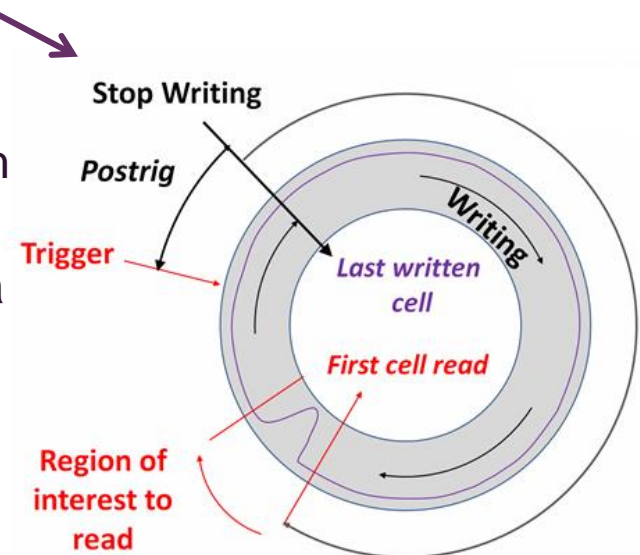 Stop Writing
Postrig
Trigger
Writing
Last written
cell
First cell read
Region of
interest to
read